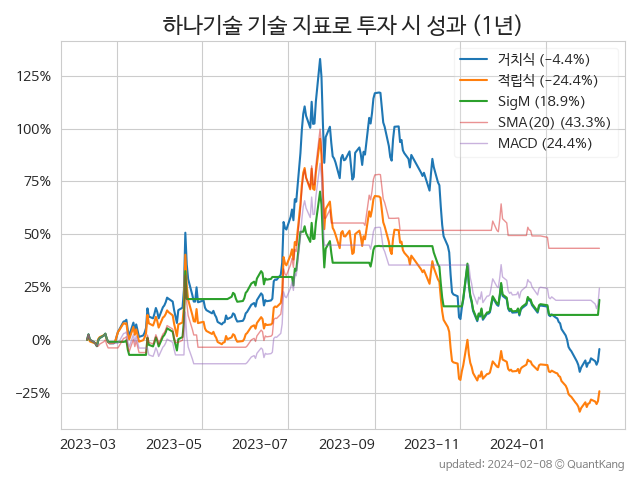 하나기술 기술 지표로 투자 시 성과 (1년)
거치식 (−4.4%)
적립식 (−24.4%)
SigM (18.9%)
SMA(20) (43.3%)
MACD (24.4%)
125%
100%
75%
50%
25%
0%
−25%
2023-03 2023-05 2023-07 2023-09 2023-11 2024-01
updated: 2024-02-08 © QuantKang